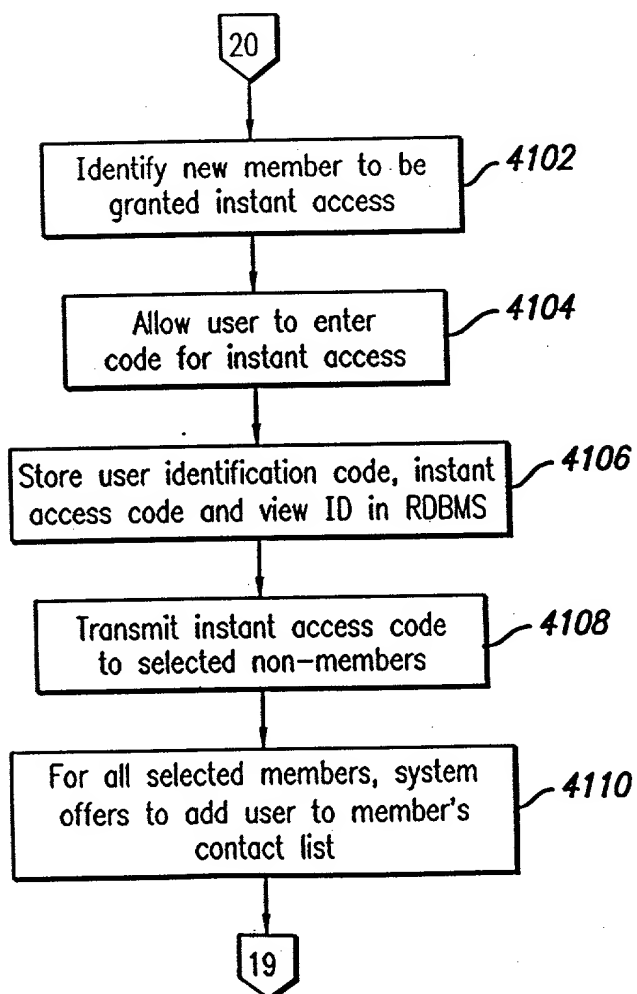 20
Identify new member to be
granted instant access
4102
Allow user to enter
code for instant access
4104
Store user identification code, instant
access code and view ID in RDBMS
4106
Transmit instant access code
to selected non-members
4108
For all selected members, system
offers to add user to member's
contact list
4110
19